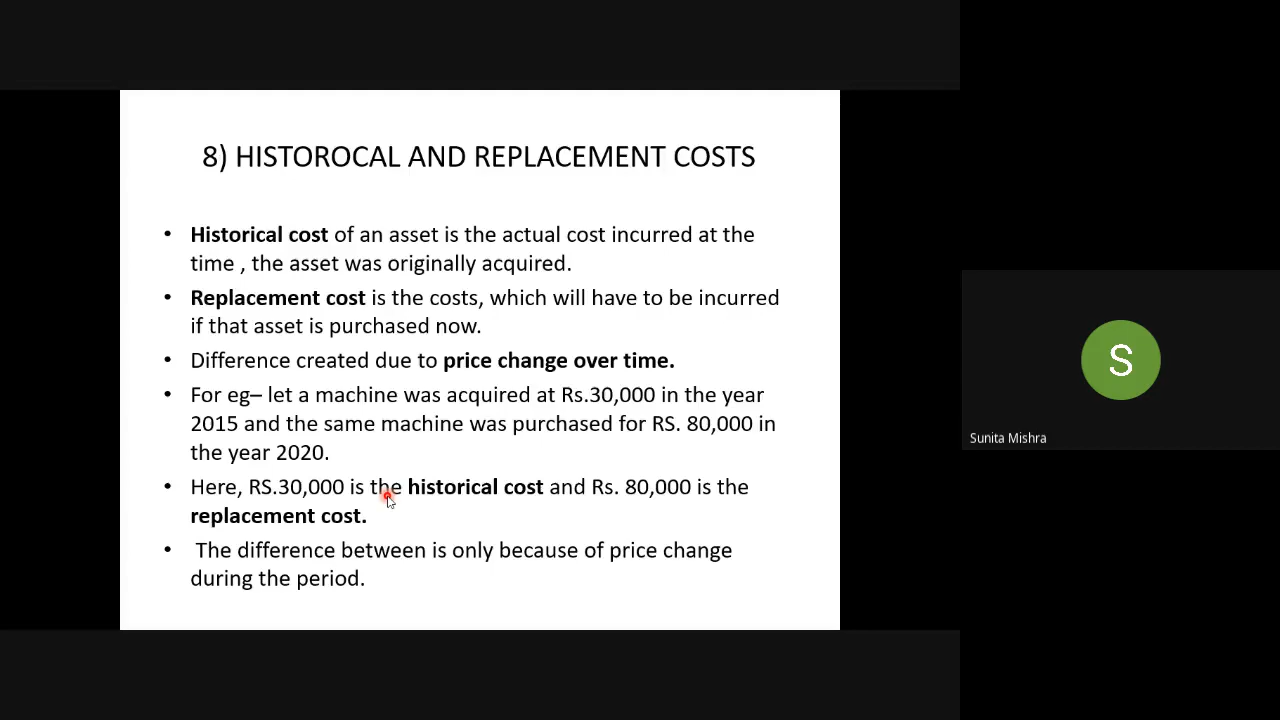 8) HISTOROCAL AND REPLACEMENT COSTS
• Historical cost of an asset is the actual cost incurred at the
time , the asset was originally acquired.
• Replacement cost is the costs, which will have to be incurred
if that asset is purchased now.
• Difference created due to price change over time.
• For eg– let a machine was acquired at Rs.30,000 in the year
2015 and the same machine was purchased for RS. 80,000 in
the year 2020.
• Here, RS.30,000 is the historical cost and Rs. 80,000 is the
replacement cost.
• The difference between is only because of price change
during the period.
S
Sunita Mishra